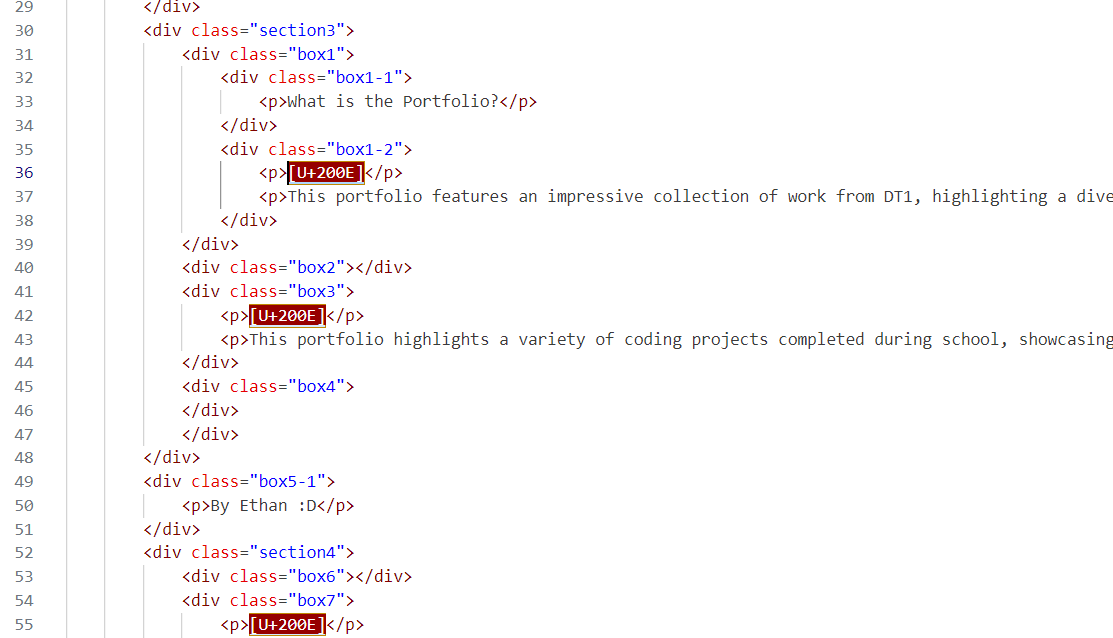 29 </div>
30 <div class="section3">
31 <div class="box1">
32 <div class="box1-1">
33 <p>What is the Portfolio?</p>
34 </div>
35 <div class="box1-2">
36 <p>[U+200E]</p>
37 <p>This portfolio features an impressive collection of work from DT1, highlighting a dive
38 </div>
39 </div>
40 <div class="box2"></div>
41 <div class="box3">
42 <p>[U+200E]</p>
43 <p>This portfolio highlights a variety of coding projects completed during school, showcasing
44 </div>
45 <div class="box4">
46 </div>
47 </div>
48 </div>
49 <div class="box5-1">
50 <p>By Ethan :D</p>
51 </div>
52 <div class="section4">
53 <div class="box6"></div>
54 <div class="box7">
55 <p>[U+200E]</p>